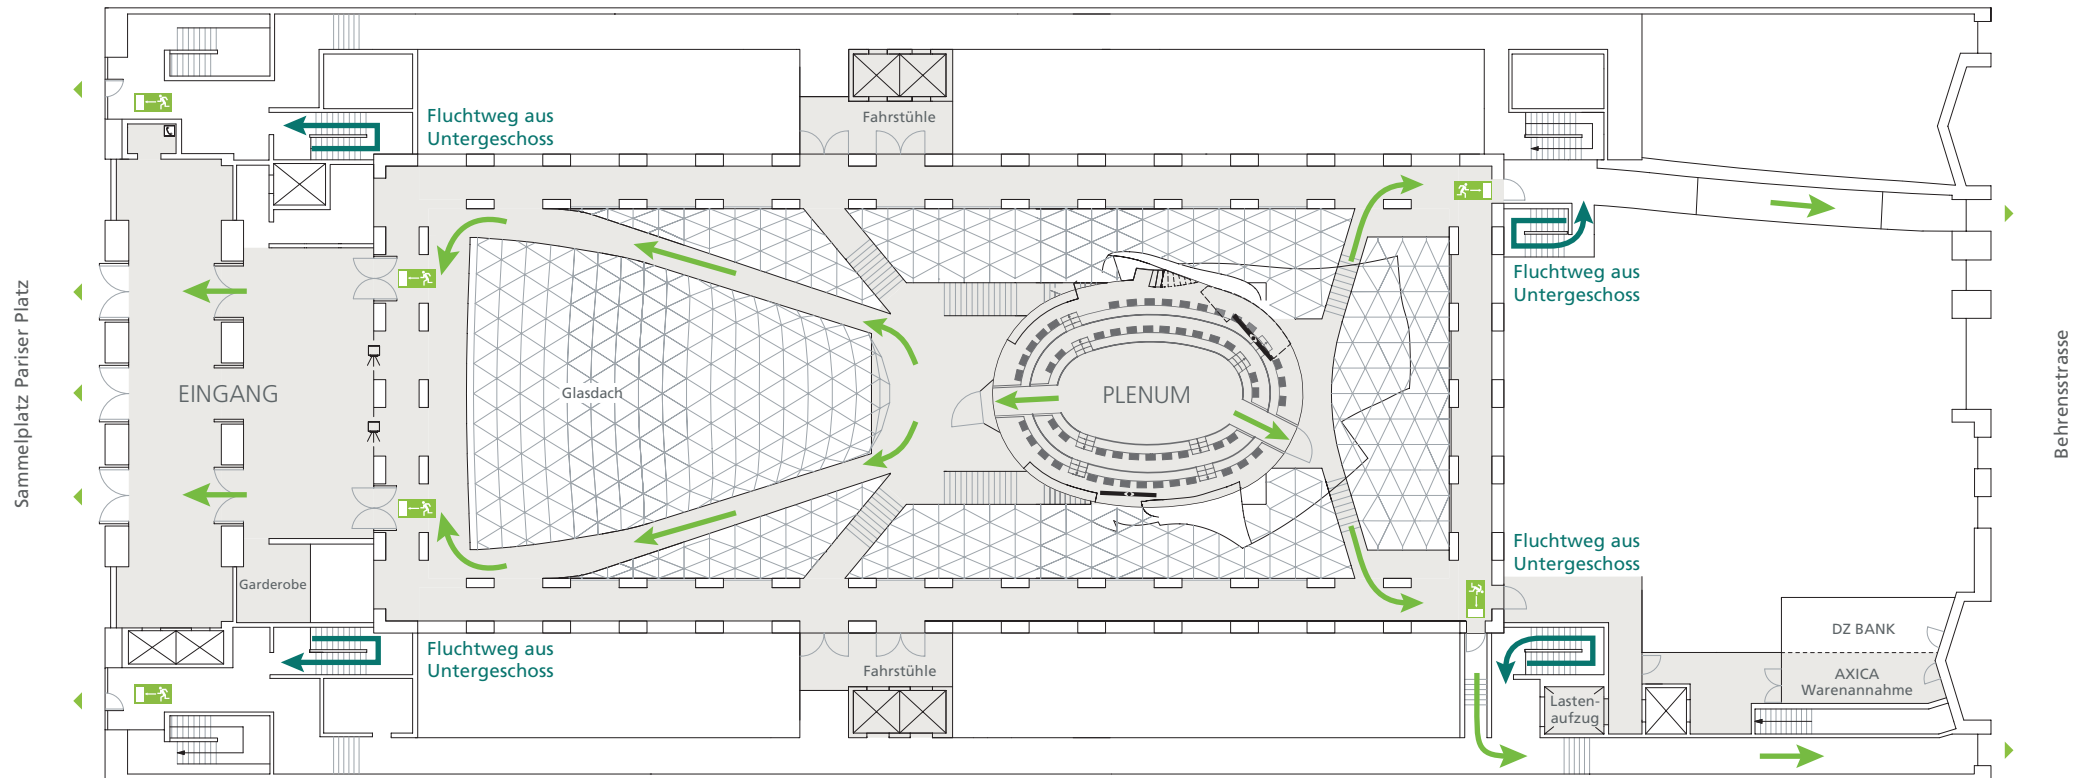 Fluchtweg aus
Untergeschoss
Fahrstühle
Fluchtweg aus
Untergeschoss
Sammelplatz Pariser Platz
EINGANG
Glasdach
PLENUM
Behrensstrasse
Fluchtweg aus
Untergeschoss
Garderobe
Fluchtweg aus
Untergeschoss
Fahrstühle
DZ BANK
AXICA
Warenannahme
Lasten-
aufzug